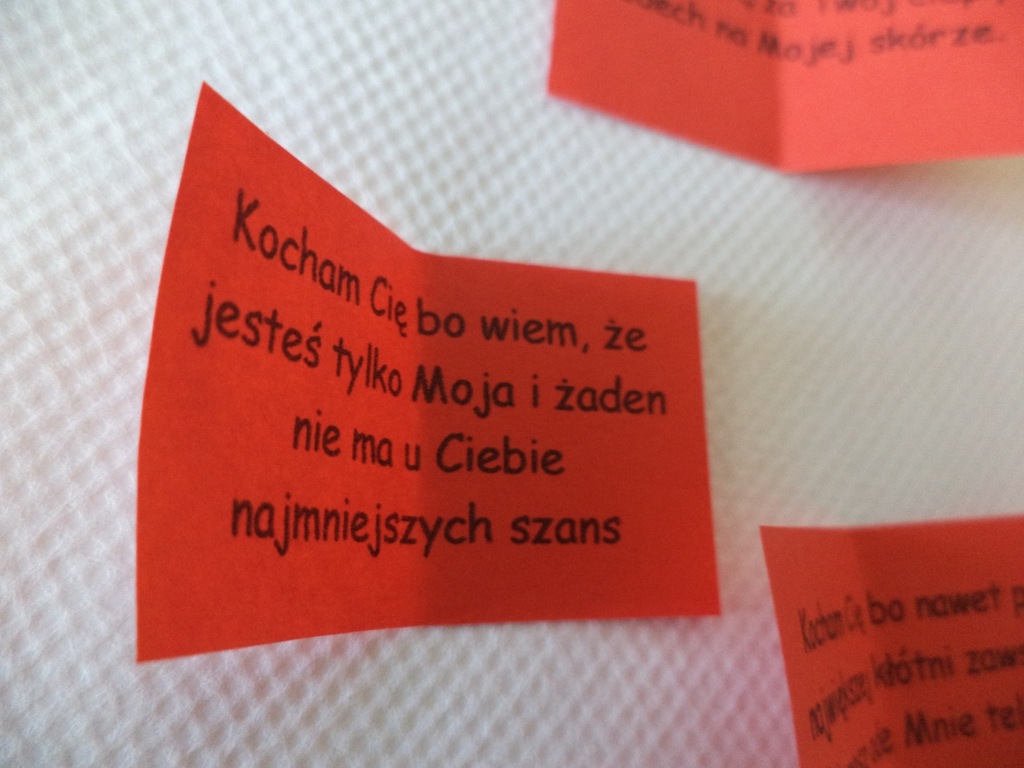 na Mojej skórze.
Kocham Cię bo wiem, że
jesteś tylko Moja i żaden
nie ma u Ciebie
najmniejszych szans
Kocham Cię bo nawet
największej kłótni
Mnie